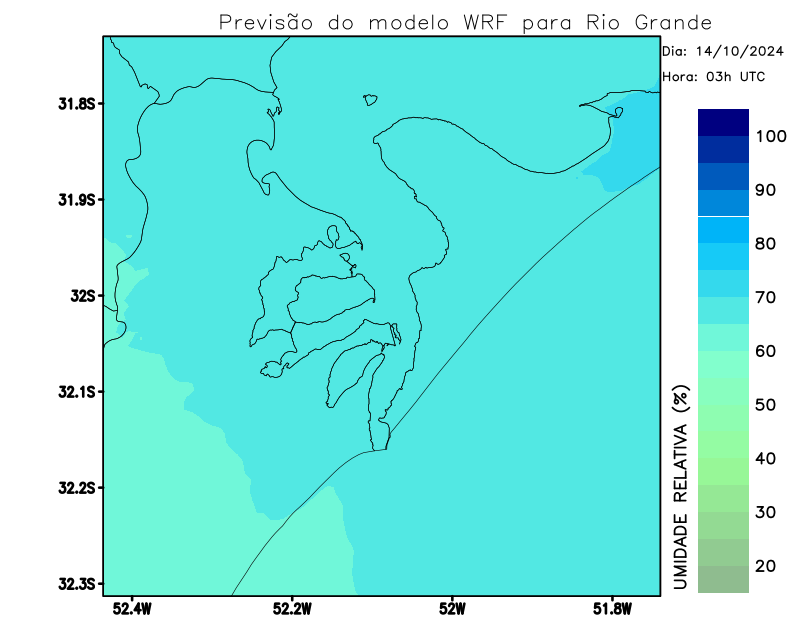 Previsão do modelo WRF para Rio Grande
Dia: 14/10/2024
Hora: 03h UTC
31.8S
31.9S
32S
32.1S
32.2S
32.3S
52.4W
52.2W
52W
51.8W
UMIDADE RELATIVA (%)
100
90
80
70
60
50
40
30
20